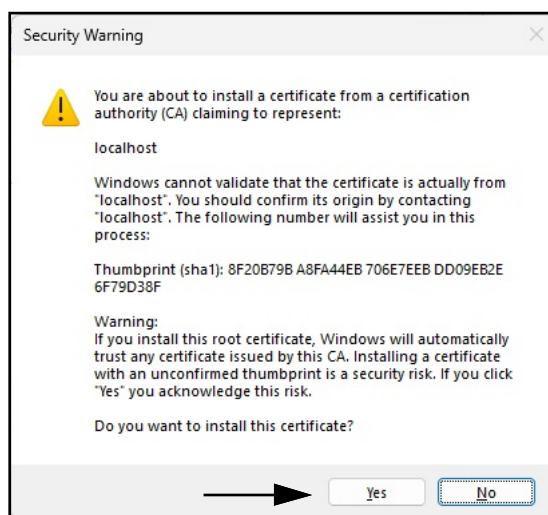 Security Warning
You are about to install a certificate from a certification
authority (CA) claiming to represent:
localhost
Windows cannot validate that the certificate is actually from
"localhost". You should confirm its origin by contacting
"localhost". The following number will assist you in this
process:
Thumbprint (sha1): 8F20B79B A8FA44EB 706E7EEB DD09EB2E
6F79D38F
Warning:
If you install this root certificate, Windows will automatically
trust any certificate issued by this CA. Installing a certificate
with an unconfirmed thumbprint is a security risk. If you click
"Yes" you acknowledge this risk.
Do you want to install this certificate?
Yes No